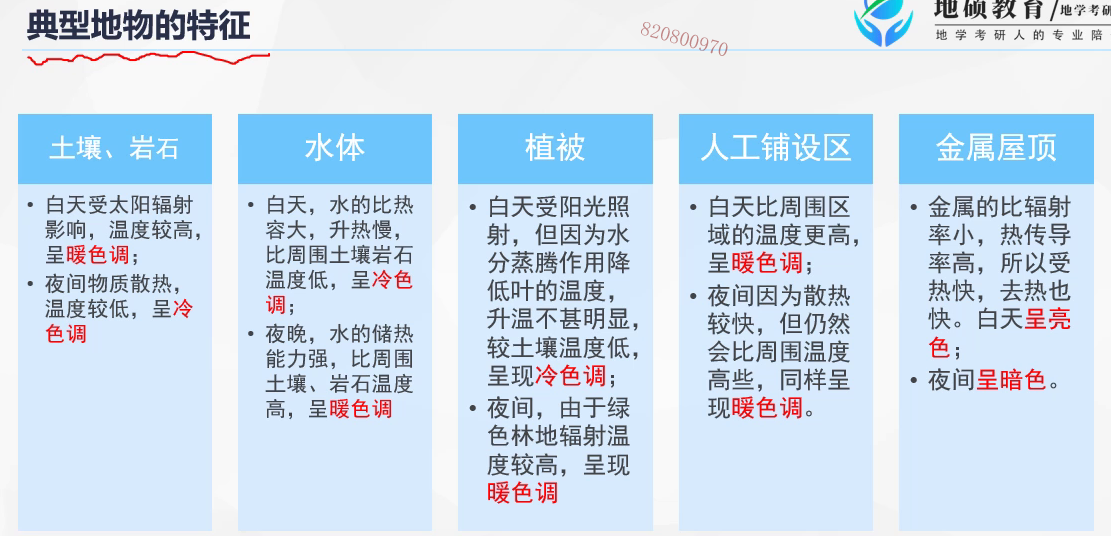 典型地物的特征
820800970
地硕教育/地学考研
地学考研人的专业陪
土壤、岩石
• 白天受太阳辐射
影响，温度较高，
呈暖色调；
• 夜间物质散热，
温度较低，呈冷
色调
水体
• 白天，水的比热
容大，升热慢，
比周围土壤岩石
温度低，呈冷色
调；
• 夜晚，水的储热
能力强，比周围
土壤、岩石温度
高，呈暖色调
植被
• 白天受阳光照
射，但因为水
分蒸腾作用降
低叶的温度，
升温不甚明显，
较土壤温度低，
呈现冷色调；
• 夜间，由于绿
色林地辐射温
度较高，呈现
暖色调
人工铺设区
• 白天比周围区
域的温度更高，
呈暖色调；
• 夜间因为散热
较快，但仍然
会比周围温度
高些，同样呈
现暖色调。
金属屋顶
• 金属的比辐射
率小，热传导
率高，所以受
热快，去热也
快。白天呈亮
色；
• 夜间呈暗色。